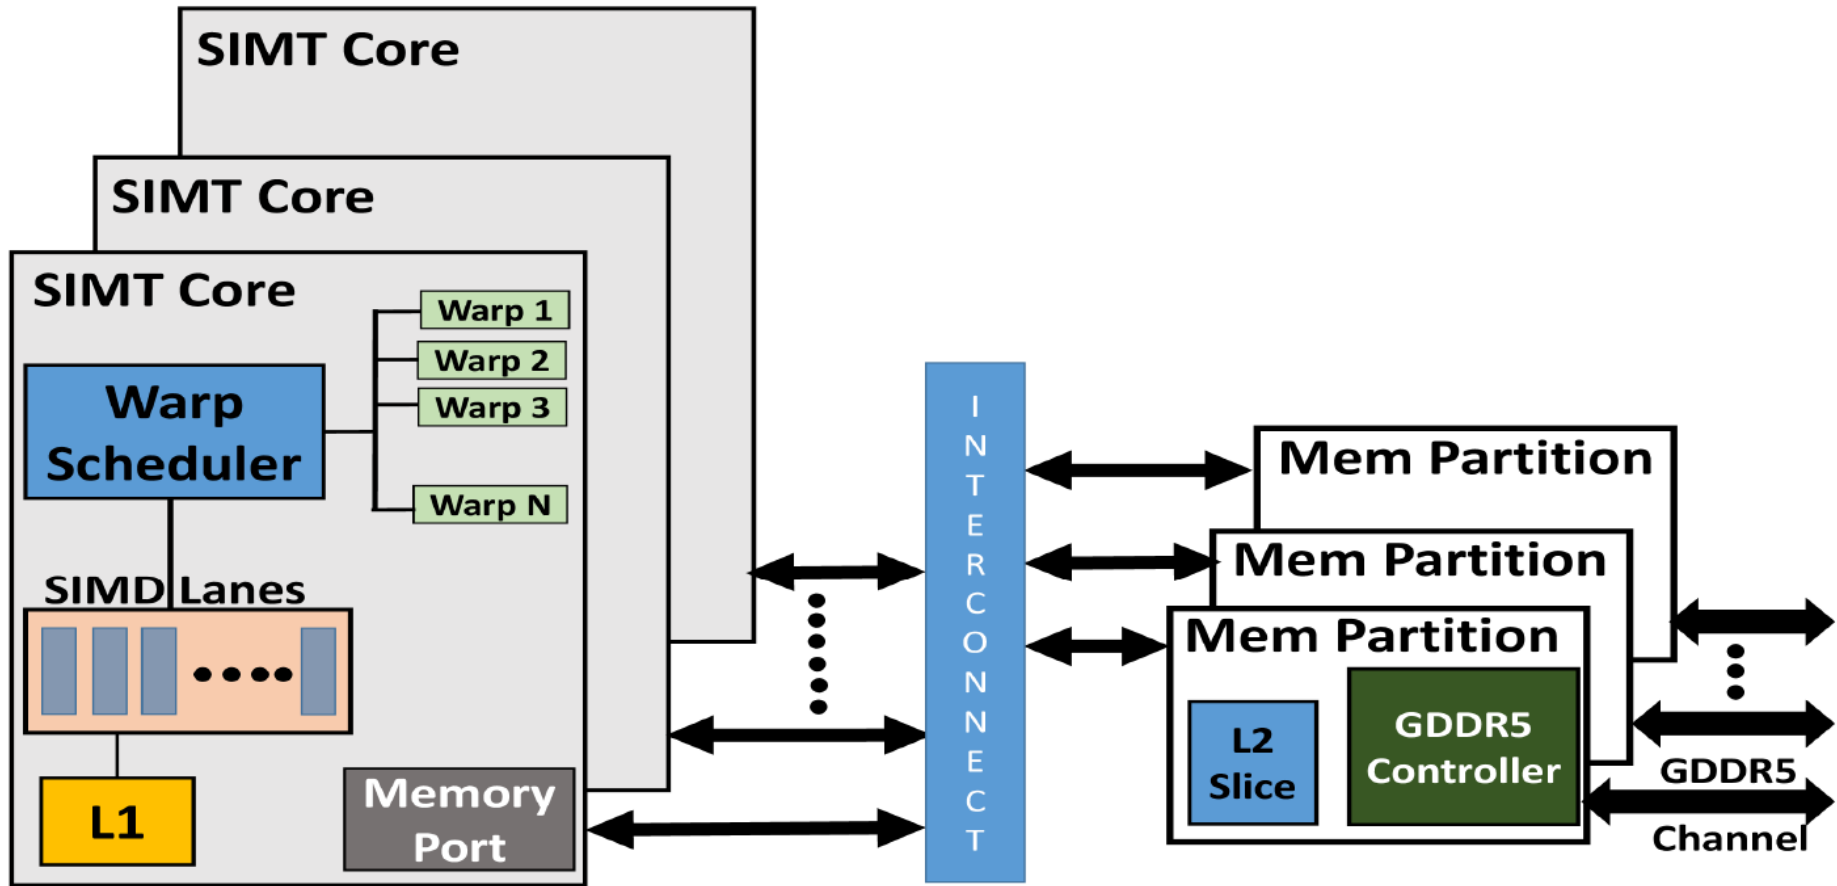 SIMT Core
SIMT Core
SIMT Core
Warp 1
Warp 2
Warp 3
Warp N
Warp
Scheduler
SIMD Lanes
L1
Memory
Port
INTERCONNECT
Mem Partition
Mem Partition
Mem Partition
L2
Slice
GDDR5
Controller
GDDR5
Channel